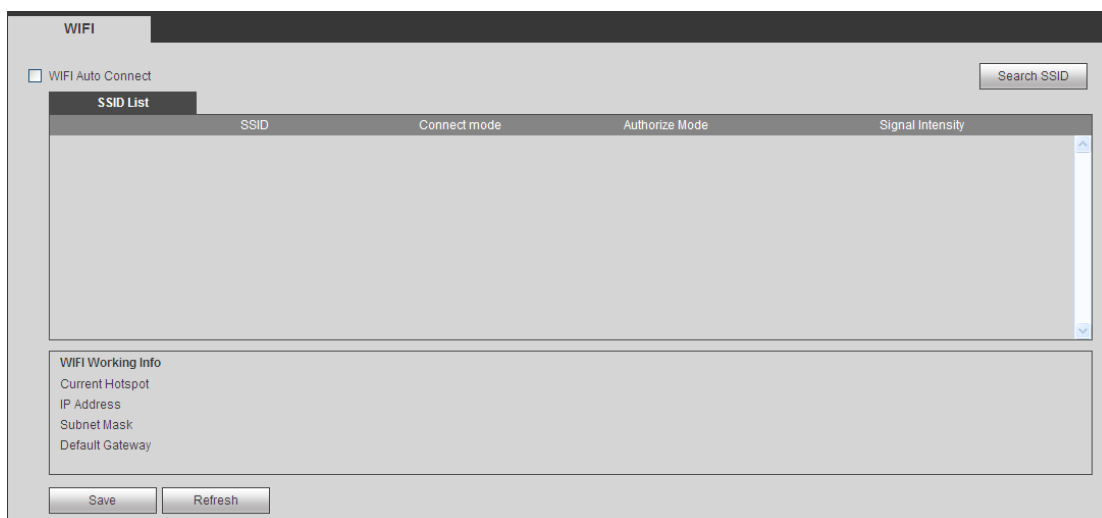 WIFI
WIFI Auto Connect
Search SSID
SSID List
SSID Connect mode Authorize Mode Signal Intensity
WIFI Working Info
Current Hotspot
IP Address
Subnet Mask
Default Gateway
Save Refresh